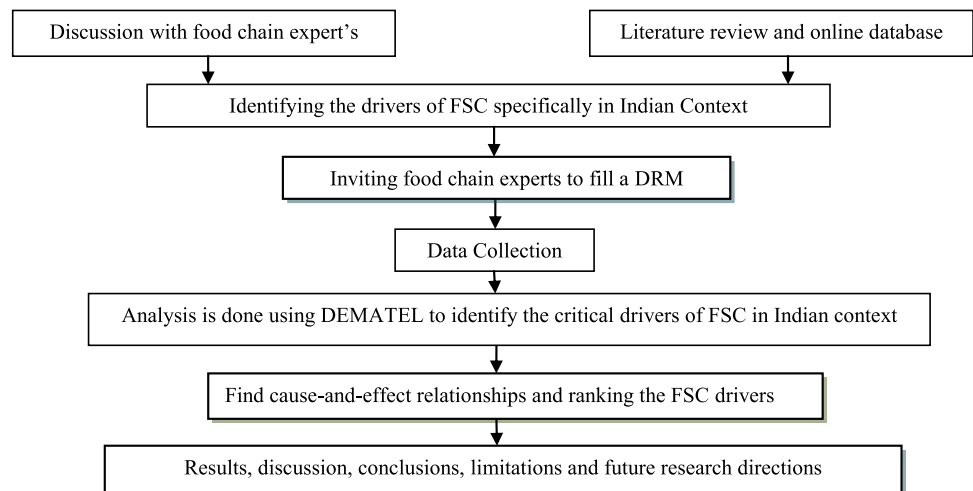 Discussion with food chain expert's
Literature review and online database
Identifying the drivers of FSC specifically in Indian Context
Inviting food chain experts to fill a DRM
Data Collection
Analysis is done using DEMATEL to identify the critical drivers of FSC in Indian context
Find cause-and-effect relationships and ranking the FSC drivers
Results, discussion, conclusions, limitations and future research directions